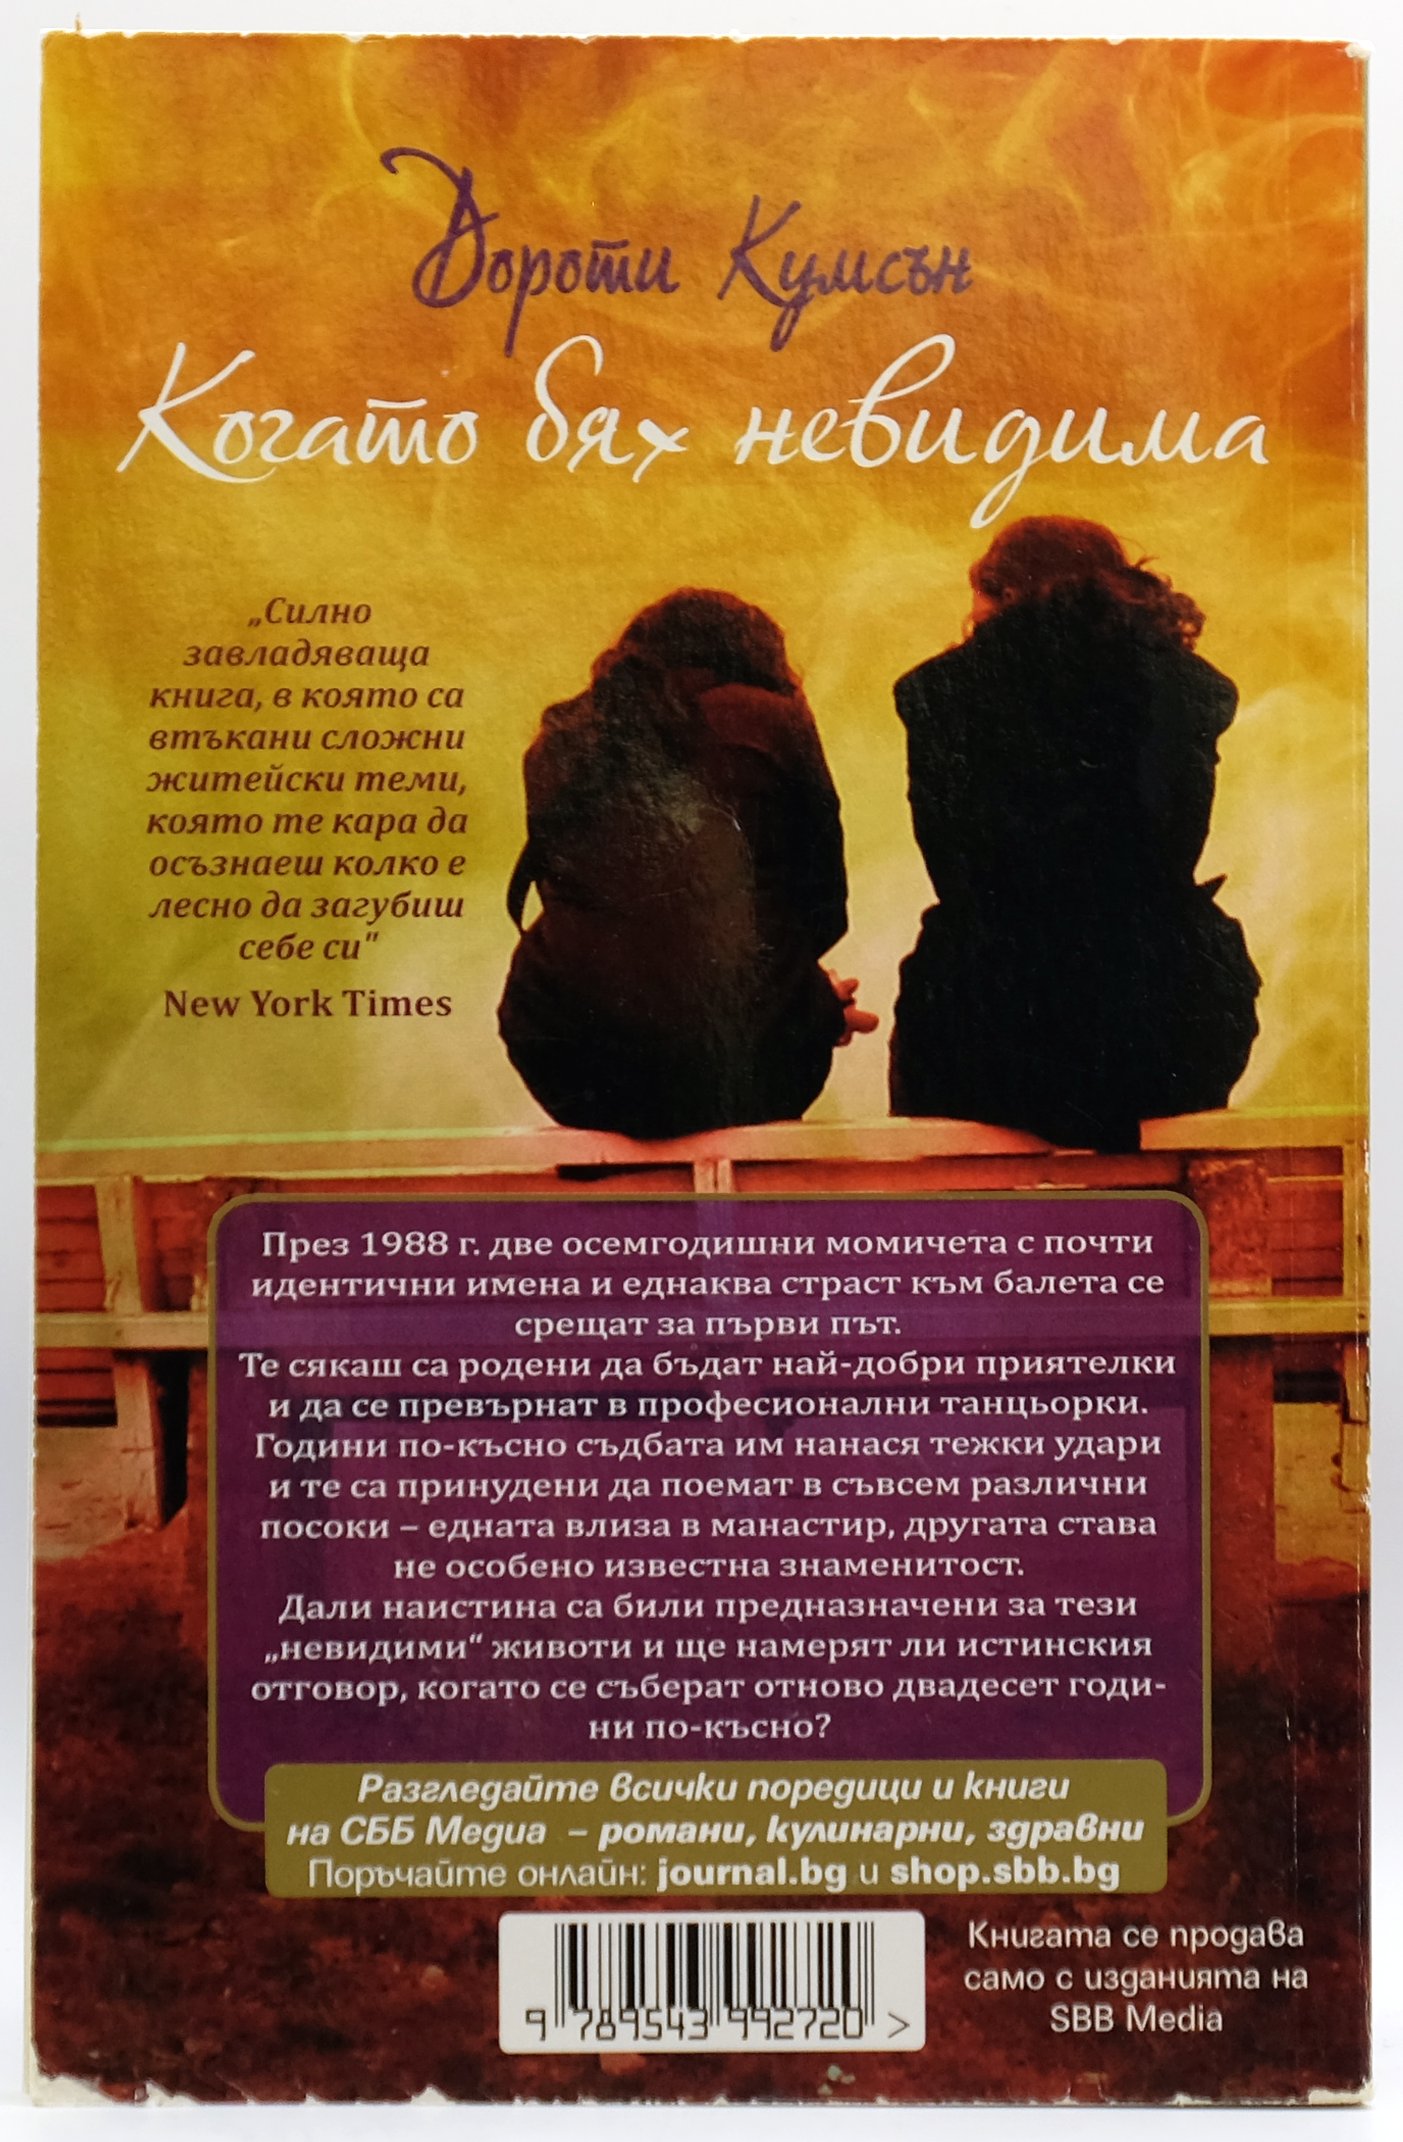 Дороти Кумсън
Когато бях невидима
„Силно
завладяваща
книга, в която са
втъкани сложни
житейски теми,
която те кара да
осъзнаеш колко е
лесно да загубиш
себе си"
New York Times
През 1988 г. две осемгодишни момичета с почти
идентични имена и еднаква страст към балета се
срещат за първи път.
Те сякаш са родени да бъдат най-добри приятелки
и да се превърнат в професионални танцьорки.
Години по-късно съдбата им нанася тежки удари
и те са принудени да поемат в съвсем различни
посоки – едната влиза в манастир, другата става
не особено известна знаменитост.
Дали наистина са били предназначени за тези
„невидими“ животи и ще намерят ли истинския
отговор, когато се съберат отново двадесет годи-
ни по-късно?
Разгледайте всички поредици и книги
на СББ Медиа – романи, кулинарни, здравни
Поръчайте онлайн: journal.bg и shop.sbb.bg
9 789543 992720 >
Книгата се продава
само с изданията на
SBB Media